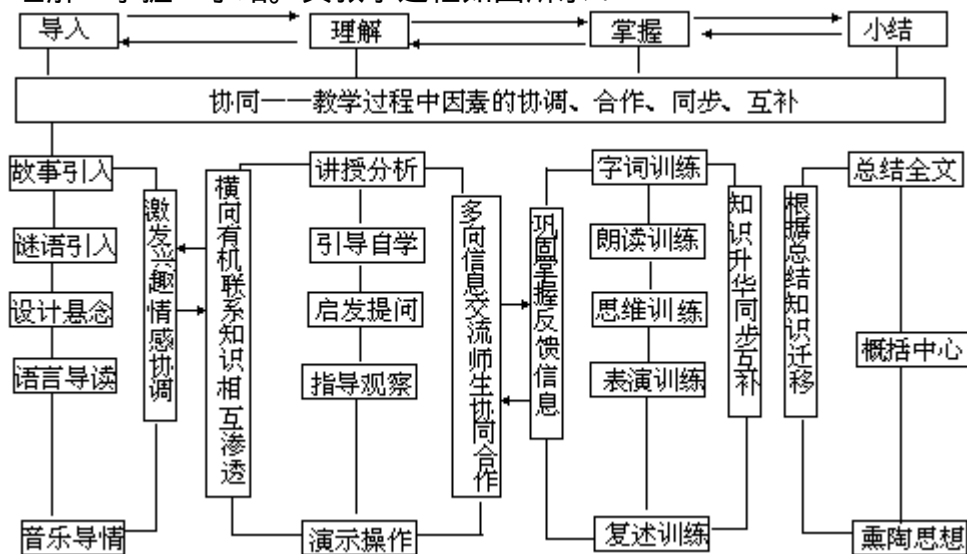 导入
理解
掌握
小结
协同——教学过程中因素的协调、合作、同步、互补
故事引入
谜语引入
设计悬念
语言导读
音乐导情
激发兴趣情感协调
横向有机联系知识相互渗透
讲授分析
引导自学
启发提问
指导观察
演示操作
多向信息交流师生协同合作
巩固掌握反馈信息
字词训练
朗读训练
思维训练
表演训练
复述训练
知识升华同步互补
根据总结知识迁移
总结全文
概括中心
熏陶思想